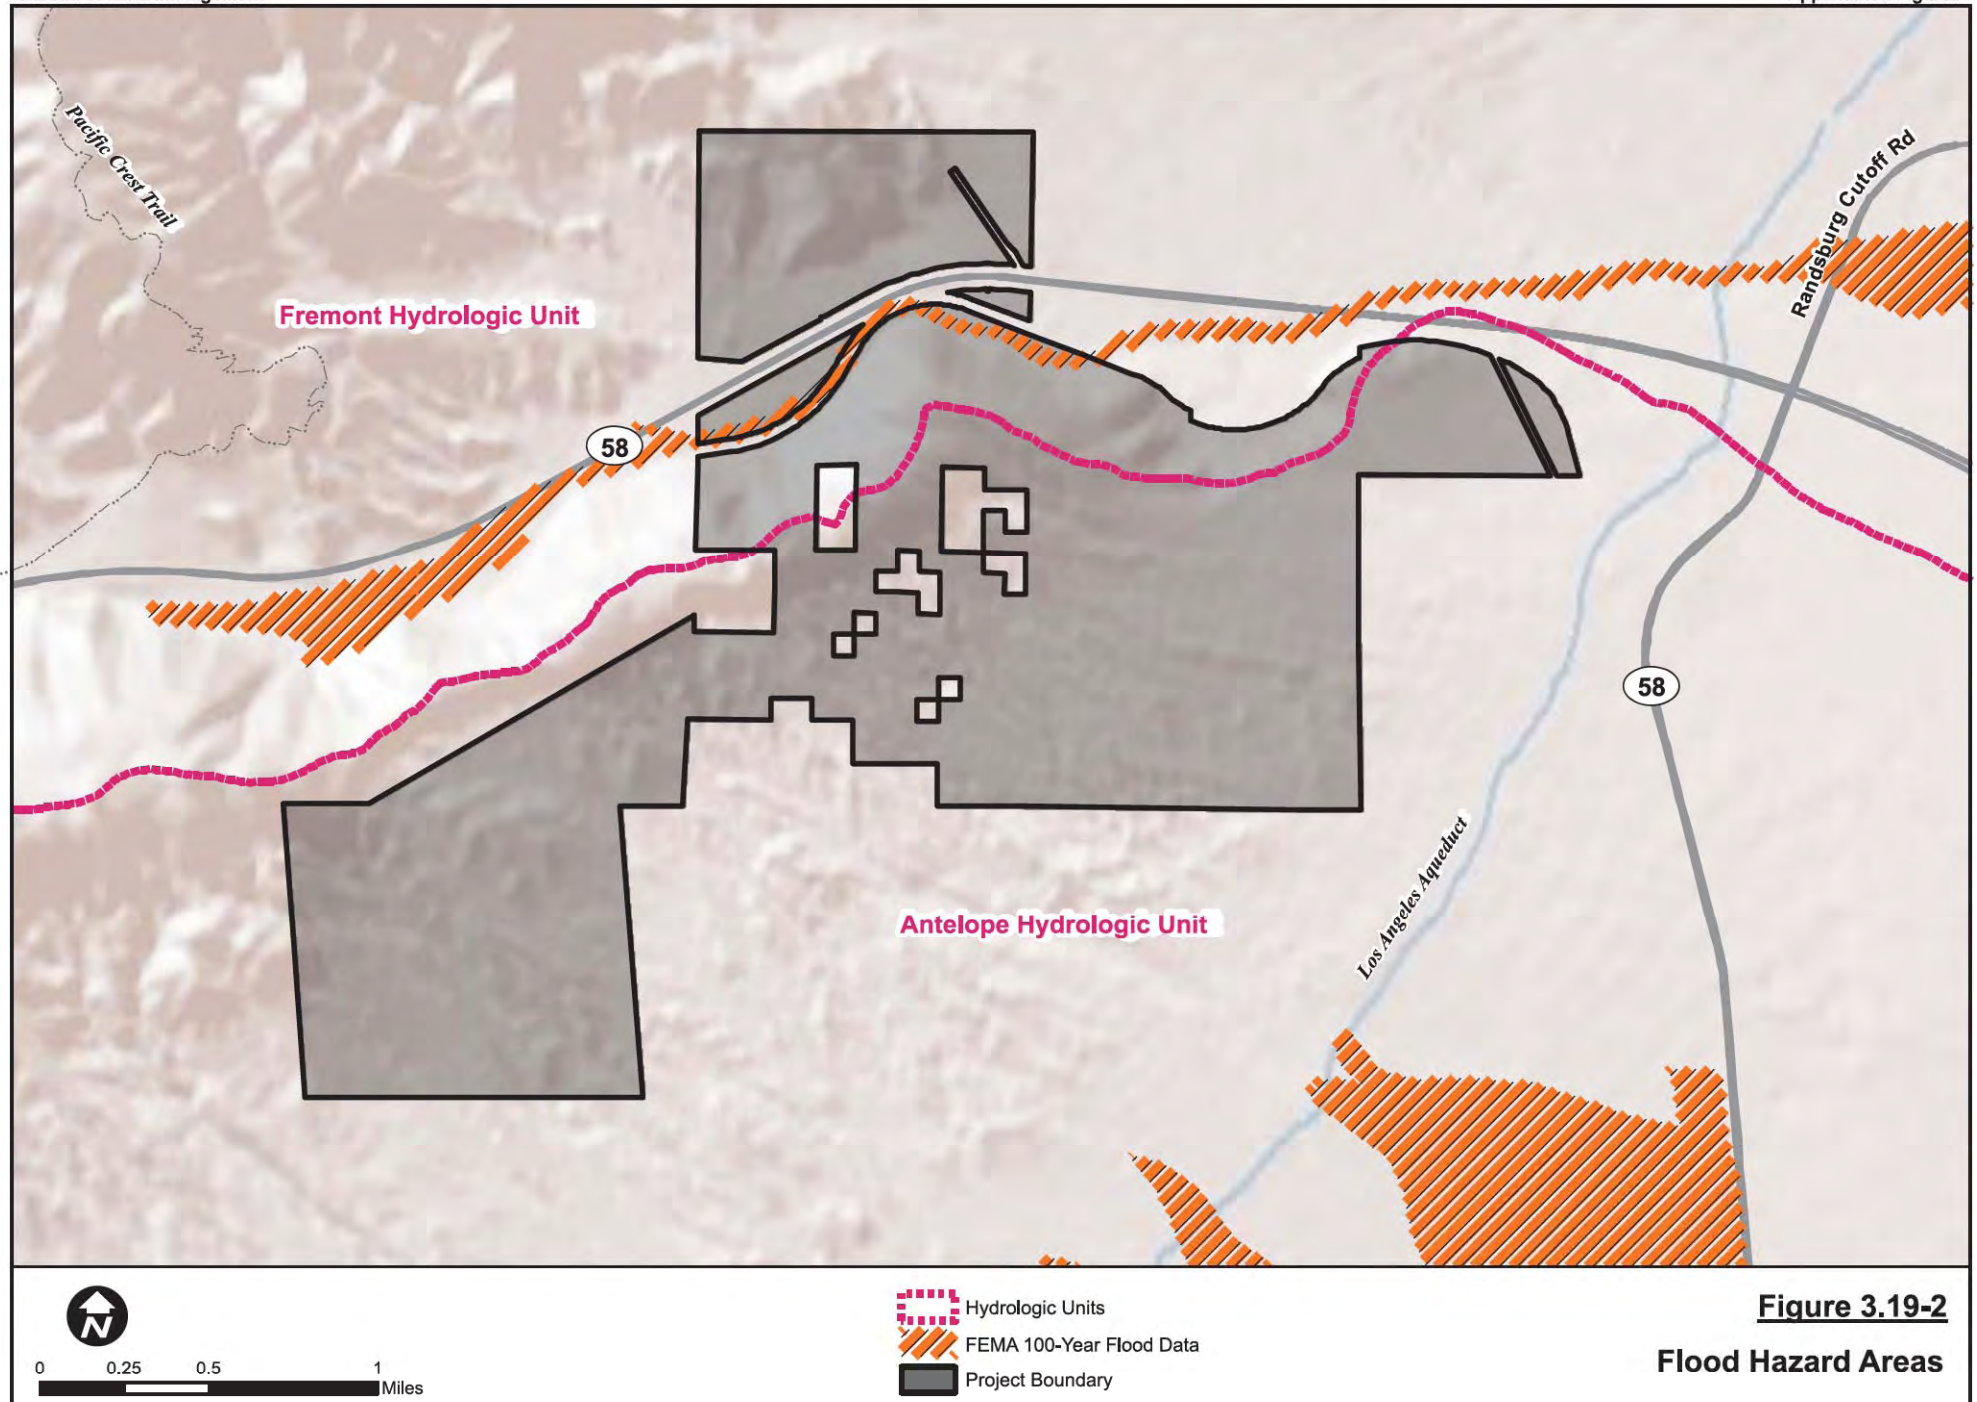 Pacific Crest Trail
Randsburg Cutoff Rd
Fremont Hydrologic Unit
58
58
Los Angeles Aqueduct
Antelope Hydrologic Unit
N
0 0.25 0.5 1
Miles
Hydrologic Units
FEMA 100-Year Flood Data
Project Boundary
Figure 3.19-2
Flood Hazard Areas